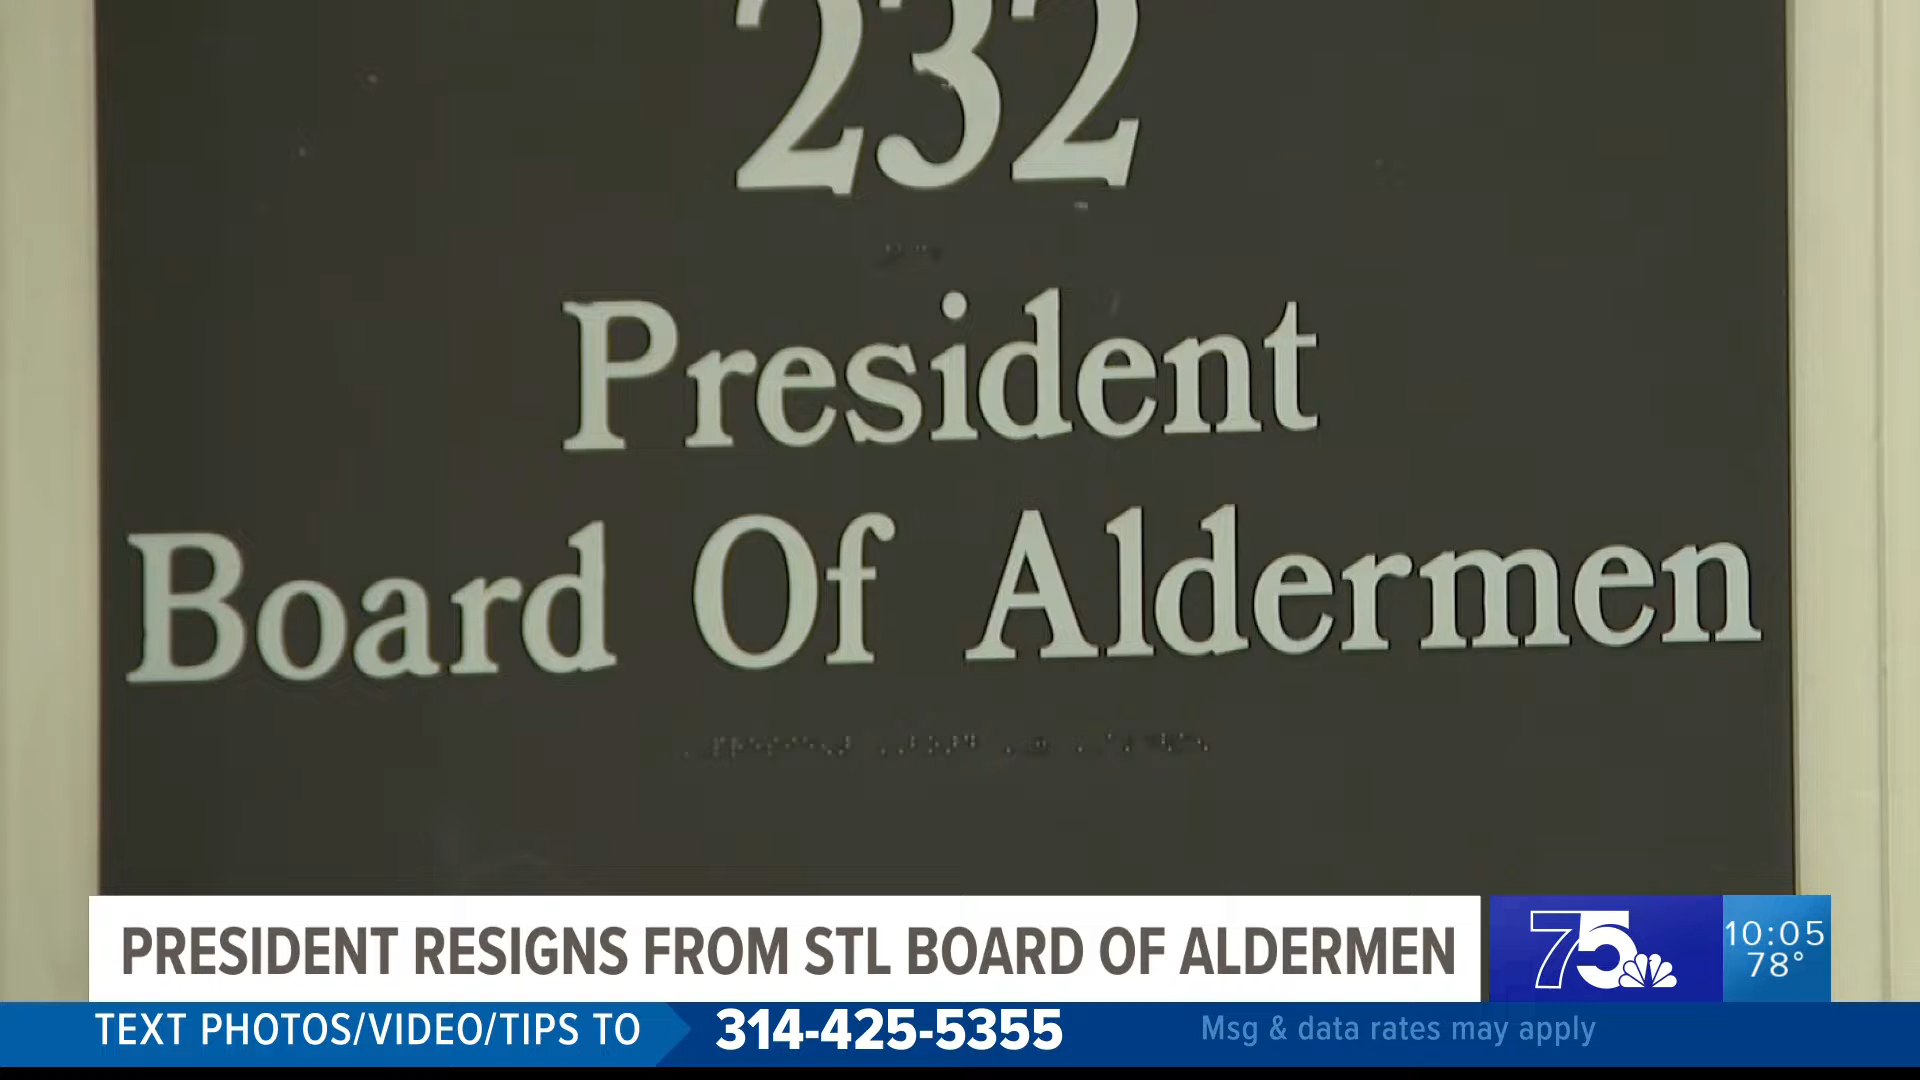 232
President
Board Of Aldermen
PRESIDENT RESIGNS FROM STL BOARD OF ALDERMEN
75
10:05
78°
TEXT PHOTOS/VIDEO/TIPS TO 314-425-5355 Msg & data rates may apply